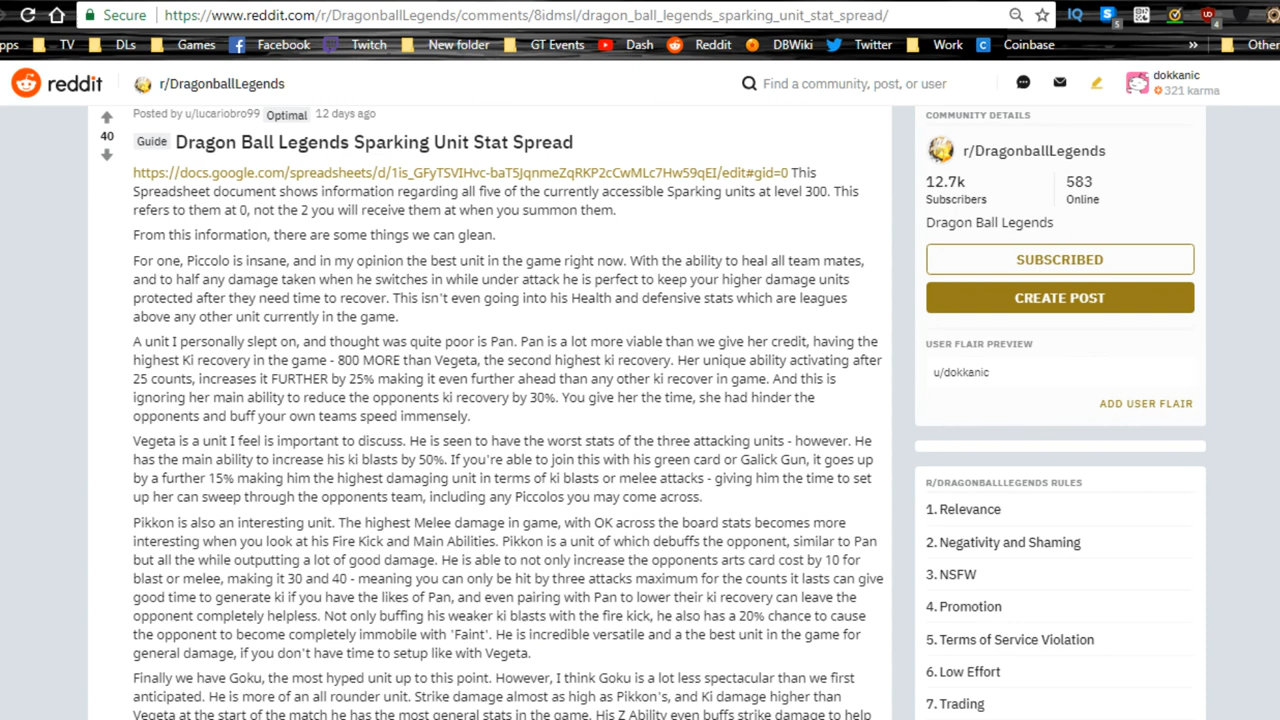 Secure https://www.reddit.com/r/DragonballLegends/comments/8idmsl/dragon_ball_legends_sparking_unit_stat_spread/
pps TV DLs Games Facebook Twitch New folder GT Events Dash Reddit DBWiki Twitter Work Coinbase » Other
reddit r/DragonballLegends Find a community, post, or user dokkanic
321 karma
Posted by u/lucariobro99 Optimal 12 days ago
40
Guide Dragon Ball Legends Sparking Unit Stat Spread
https://docs.google.com/spreadsheets/d/1is_GFyTSVIHvc-baT5JqnmeZqRKP2cCwMLc7HwS9qEI/edit#gid=0 This
Spreadsheet document shows information regarding all five of the currently accessible Sparking units at level 300. This
refers to them at 0, not the 2 you will receive them at when you summon them.
From this information, there are some things we can glean.
For one, Piccolo is insane, and in my opinion the best unit in the game right now. With the ability to heal all team mates,
and to half any damage taken when he switches in while under attack he is perfect to keep your higher damage units
protected after they need time to recover. This isn't even going into his Health and defensive stats which are leagues
above any other unit currently in the game.
A unit I personally slept on, and thought was quite poor is Pan. Pan is a lot more viable than we give her credit, having the
highest Ki recovery in the game - 800 MORE than Vegeta, the second highest ki recovery. Her unique ability activating after
25 counts, increases it FURTHER by 25% making it even further ahead than any other ki recover in game. And this is
ignoring her main ability to reduce the opponents ki recovery by 30%. You give her the time, she had hinder the
opponents and buff your own teams speed immensely.
Vegeta is a unit I feel is important to discuss. He is seen to have the worst stats of the three attacking units - however. He
has the main ability to increase his ki blasts by 50%. If you're able to join this with his green card or Galick Gun, it goes up
by a further 15% making him the highest damaging unit in terms of ki blasts or melee attacks - giving him the time to set
up her can sweep through the opponents team, including any Piccolos you may come across.
Pikkon is also an interesting unit. The highest Melee damage in game, with OK across the board stats becomes more
interesting when you look at his Fire Kick and Main Abilities. Pikkon is a unit of which debuffs the opponent, similar to Pan
but all the while outputting a lot of good damage. He is able to not only increase the opponents arts card cost by 10 for
blast or melee, making it 30 and 40 - meaning you can only be hit by three attacks maximum for the counts it lasts can give
good time to generate ki if you have the likes of Pan, and even pairing with Pan to lower their ki recovery can leave the
opponent completely helpless. Not only buffing his weaker ki blasts with the fire kick, he also has a 20% chance to cause
the opponent to become completely immobile with 'Faint'. He is incredible versatile and a the best unit in the game for
general damage, if you don't have time to setup like with Vegeta.
Finally we have Goku, the most hyped unit up to this point. However, I think Goku is a lot less spectacular than we first
anticipated. He is more of an all rounder unit. Strike damage almost as high as Pikkon's, and Ki damage higher than
Vegeta at the start of the match he has the most general stats in the game. His Z Ability even buffs strike damage to help
COMMUNITY DETAILS
r/DragonballLegends
12.7k 583
Subscribers Online
Dragon Ball Legends
SUBSCRIBED
CREATE POST
USER FLAIR PREVIEW
u/dokkanic
ADD USER FLAIR
R/DRAGONBALLLEGENDS RULES
1. Relevance
2. Negativity and Shaming
3. NSFW
4. Promotion
5. Terms of Service Violation
6. Low Effort
7. Trading